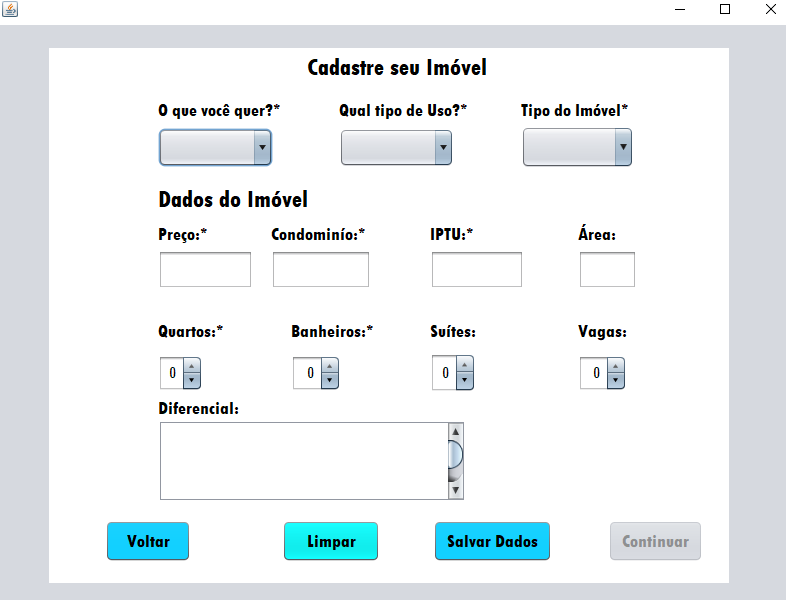 Cadastre seu Imóvel
O que você quer?* Qual tipo de Uso?* Tipo do Imóvel*
Dados do Imóvel
Preço:* Condominío:* IPTU:* Área:
Quartos:* Banheiros:* Suítes: Vagas:
0 0 0 0
Diferencial:
Voltar Limpar Salvar Dados Continuar